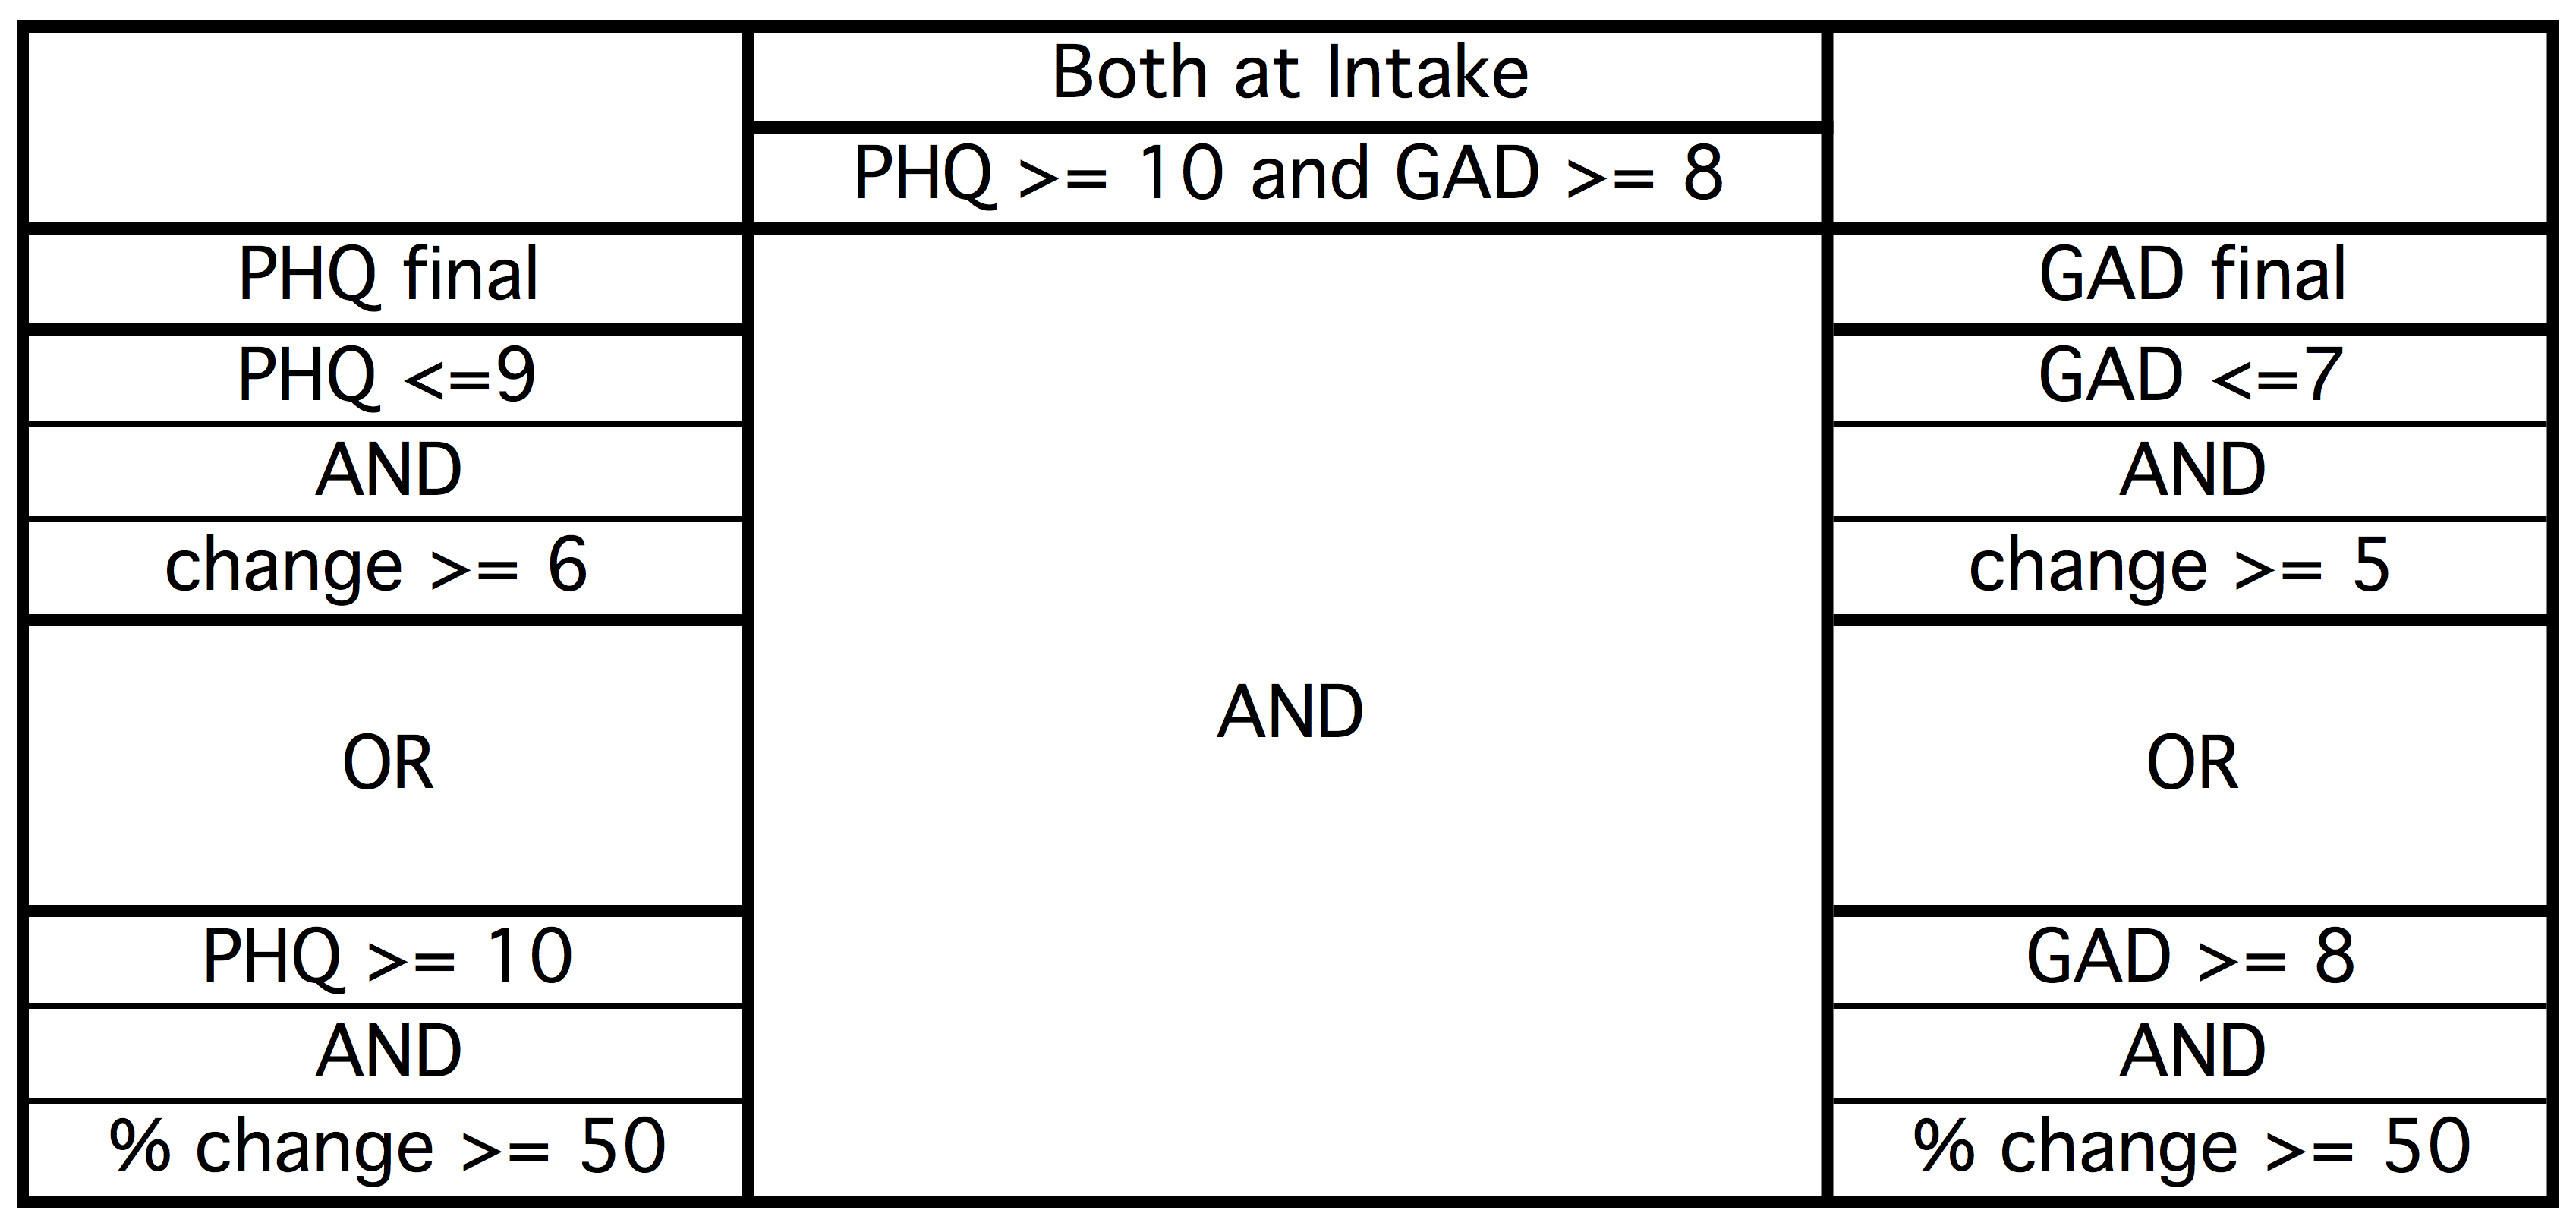 Both at Intake
PHQ >= 10 and GAD >= 8
PHQ final
PHQ <=9
AND
change >= 6
OR
PHQ >= 10
AND
% change >= 50
AND
GAD final
GAD <=7
AND
change >= 5
OR
GAD >= 8
AND
% change >= 50